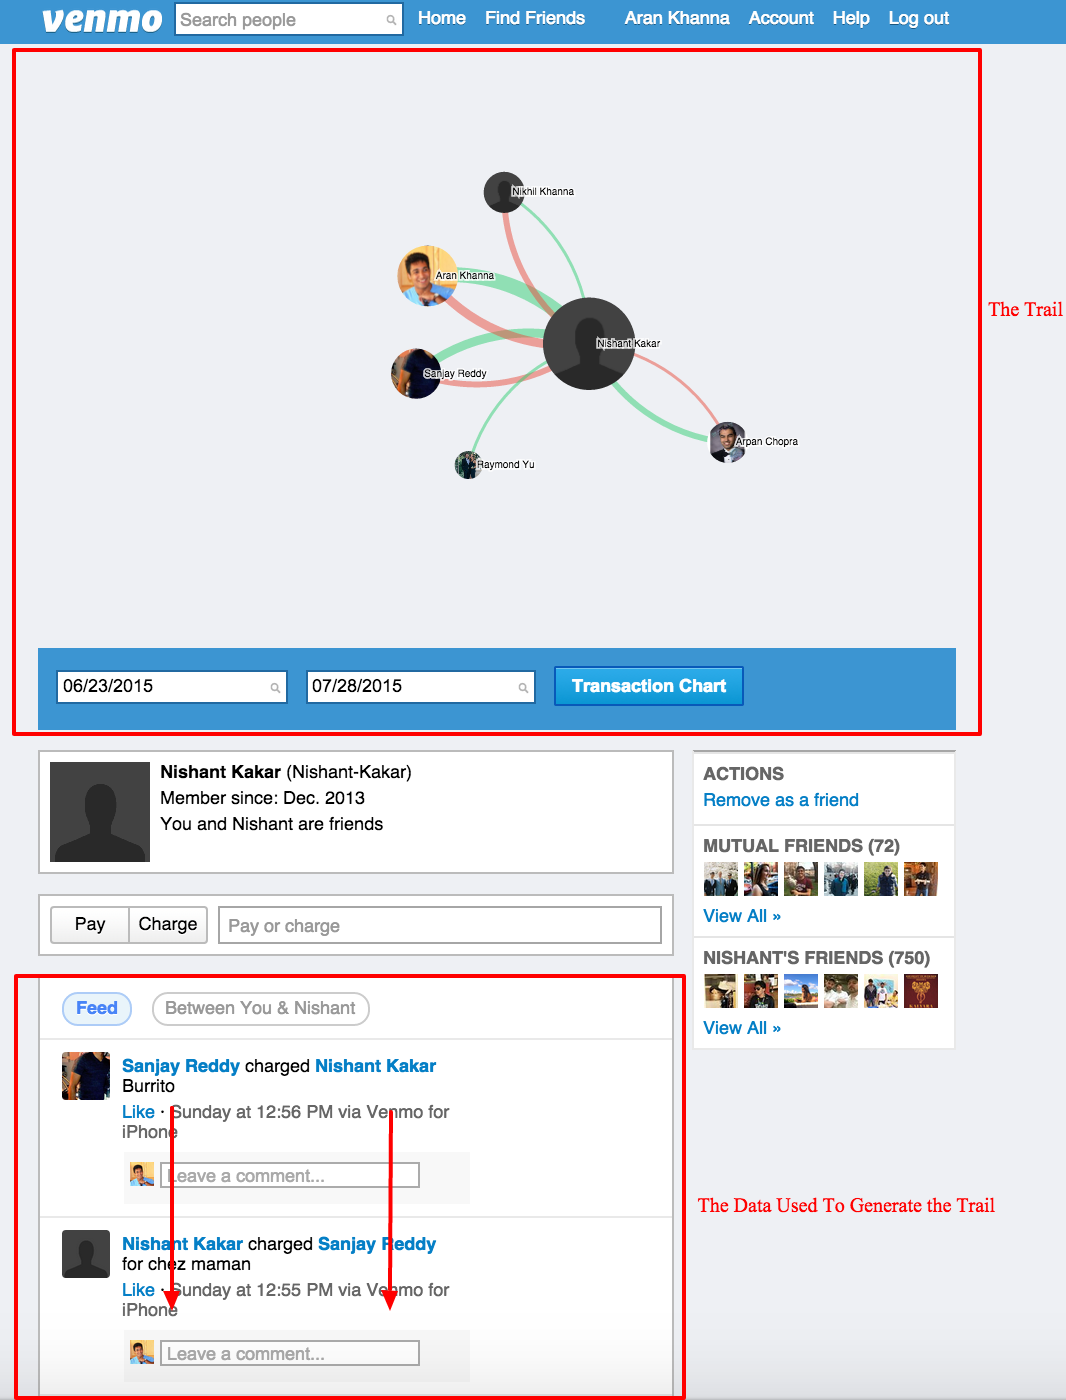 venmo Search people Home Find Friends Aran Khanna Account Help Log out
Nikhil Khanna
Aran Khanna
The Trail
Nishant Kakar
Sanjay Reddy
Arpan Chopra
Raymond Yu
06/23/2015 07/28/2015 Transaction Chart
Nishant Kakar (Nishant-Kakar)
Member since: Dec. 2013
You and Nishant are friends
Pay Charge Pay or charge
ACTIONS
Remove as a friend
MUTUAL FRIENDS (72)
View All »
NISHANT'S FRIENDS (750)
View All »
Feed Between You & Nishant
Sanjay Reddy charged Nishant Kakar
Burrito
Like · Sunday at 12:56 PM via Venmo for
iPhone
Leave a comment...
The Data Used To Generate the Trail
Nishant Kakar charged Sanjay Reddy
for chez maman
Like · Sunday at 12:55 PM via Venmo for
iPhone
Leave a comment...